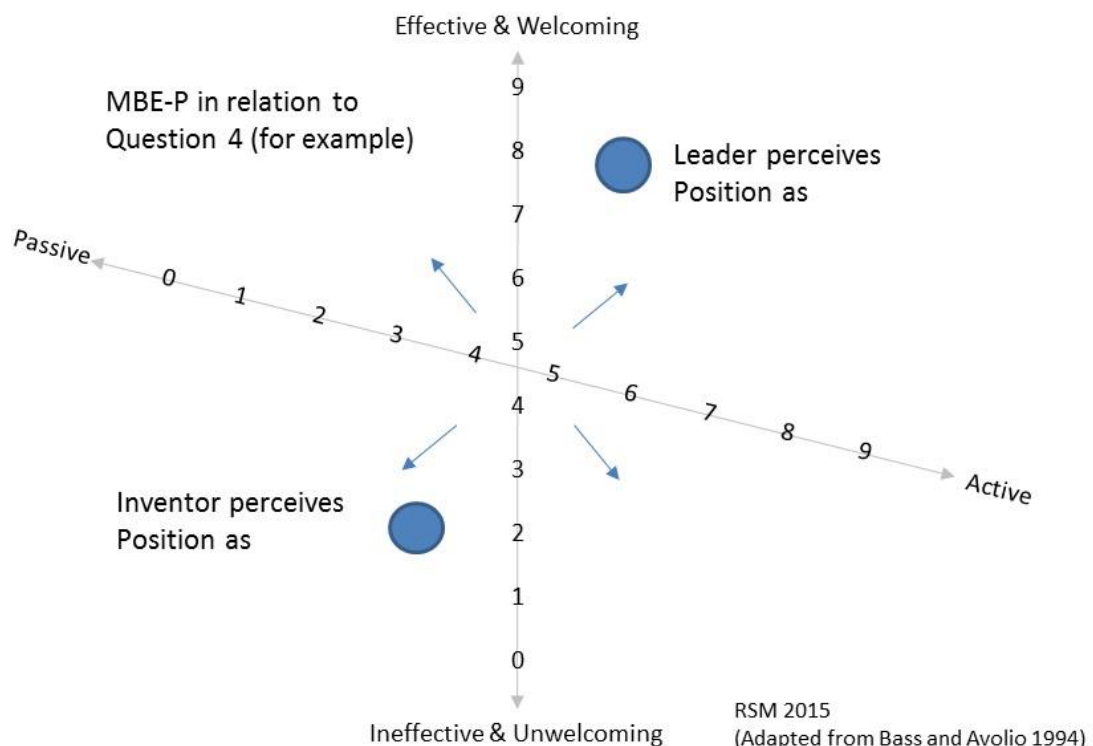 Effective & Welcoming
9
MBE-P in relation to
Question 4 (for example)
8
Leader perceives
Position as
7
Passive
0
1
2
3
4
5
6
7
8
9
Active
6
5
4
3
Inventor perceives
Position as
2
1
0
Ineffective & Unwelcoming
RSM 2015
(Adapted from Bass and Avolio 1994)